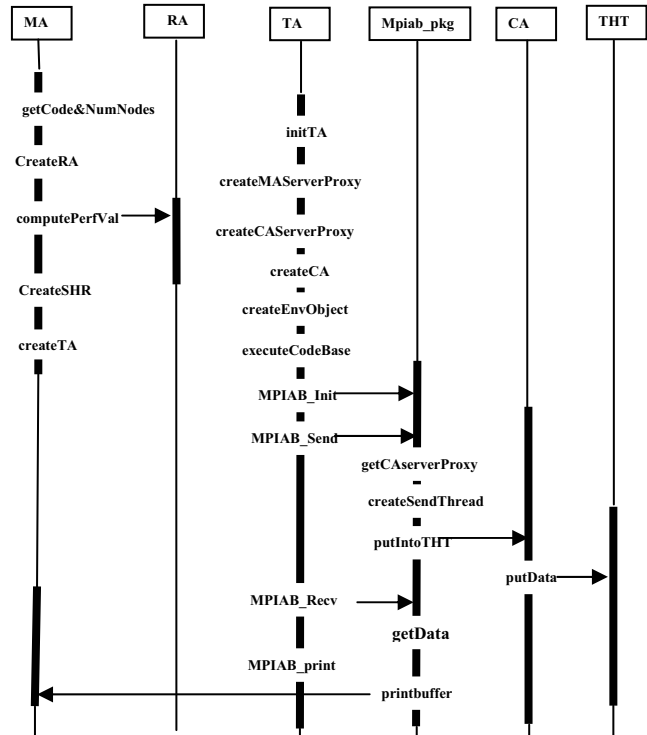 MA
RA
TA
Mpiab_pkg
CA
THT
getCode&NumNodes
initTA
CreateRA
createMAServerProxy
computePerfVal
createCAServerProxy
createCA
CreateSHR
createEnvObject
createTA
executeCodeBase
MPIAB_Init
MPIAB_Send
getCAserverProxy
createSendThread
putIntoTHT
putData
MPIAB_Recv
getData
MPIAB_print
printbuffer